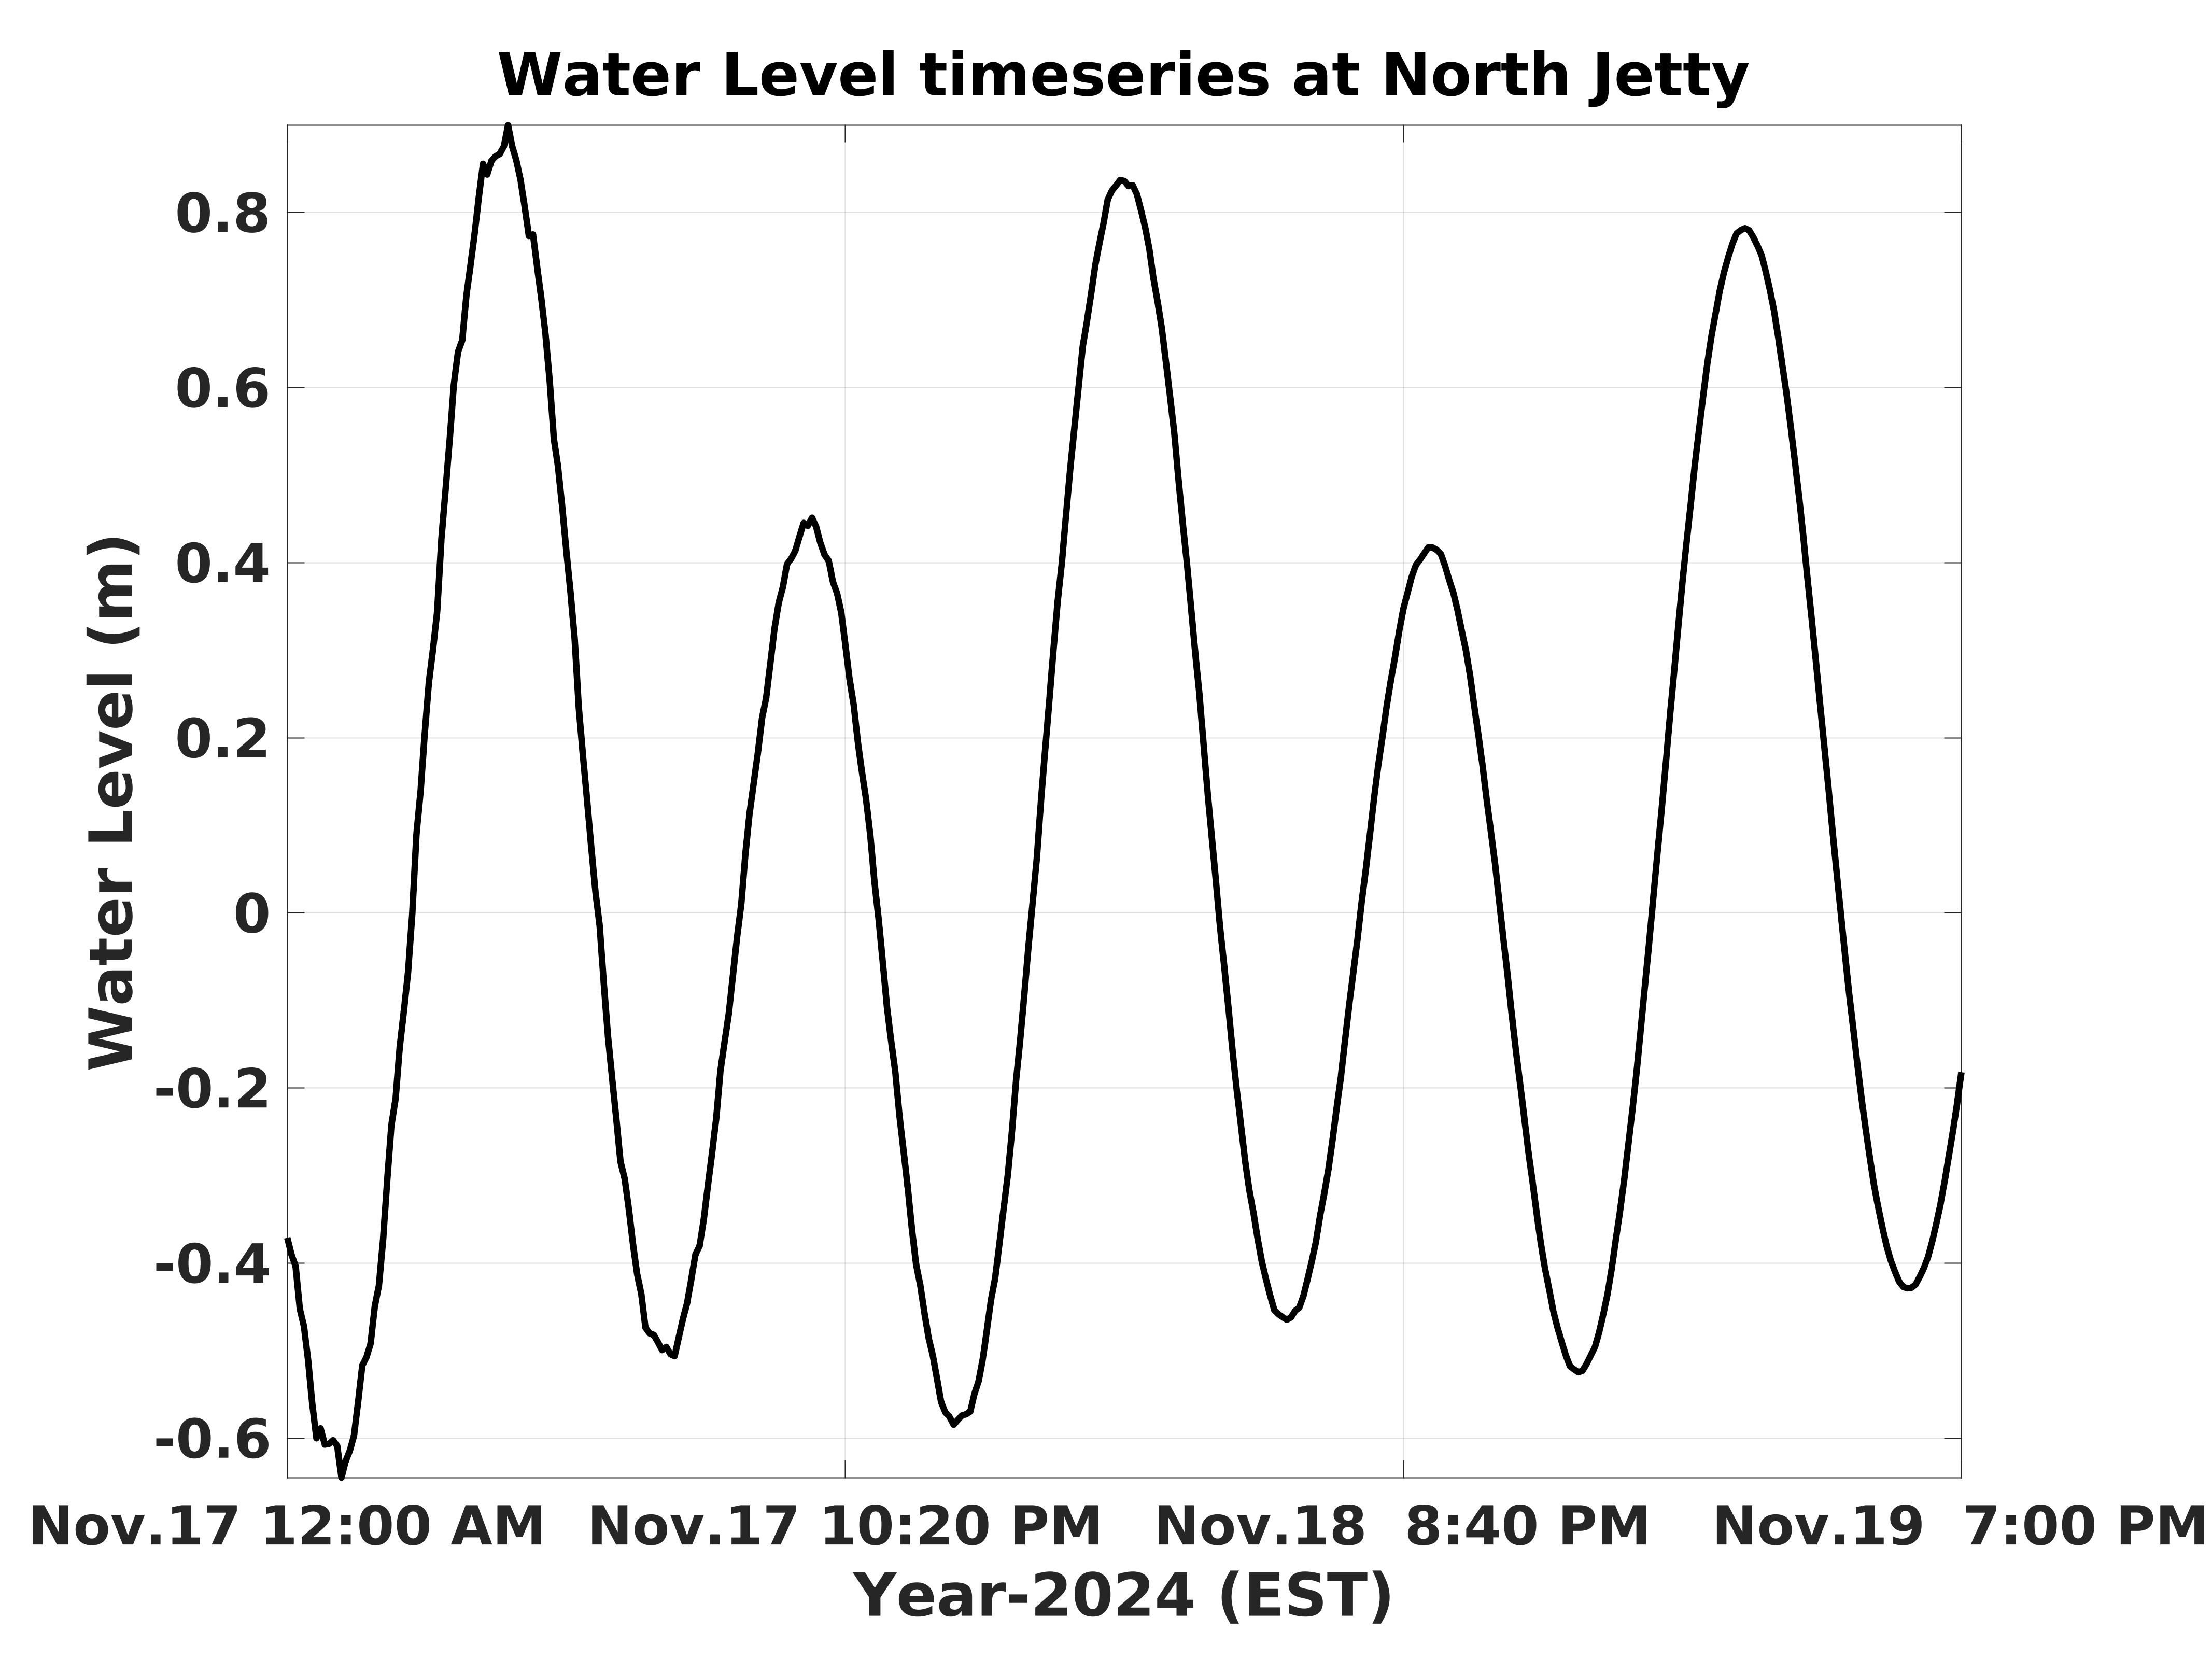 Water Level timeseries at North Jetty
0.8
0.6
0.4
0.2
0
-0.2
-0.4
-0.6
Water Level (m)
Nov.17 12:00 AM Nov.17 10:20 PM Nov.18 8:40 PM Nov.19 7:00 PM
Year-2024 (EST)